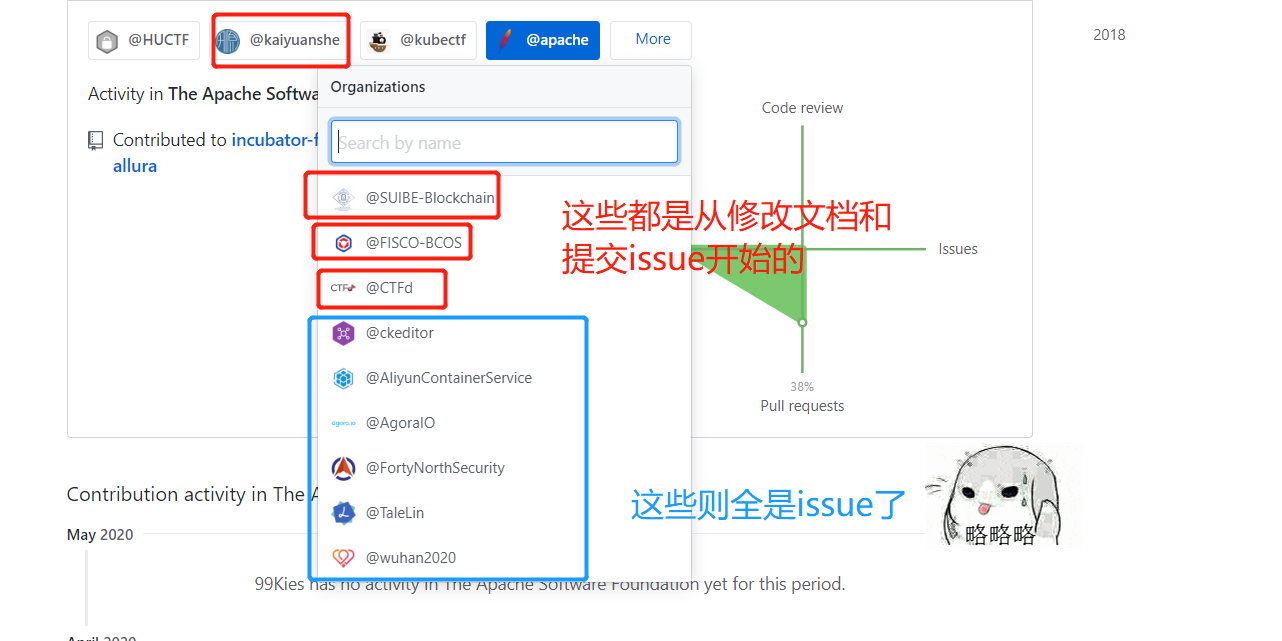 @HUCTF @kaiyuanshe @kubectf @apache More
2018
Organizations
Activity in The Apache Softwa
Code review
Contributed to incubator-f
allura
Search by name
@SUIBE-Blockchain
这些都是从修改文档和
提交issue开始的
@FISCO-BCOS
Issues
CTFd @CTFd
@ckeditor
@AliyunContainerService
38%
Pull requests
agora.io @AgoraIO
@FortyNorthSecurity
Contribution activity in The A
这些则全是issue了
@TaleLin
May 2020
略略略
@wuhan2020
99Kies has no activity in The Apache Software Foundation yet for this period.
April 2020